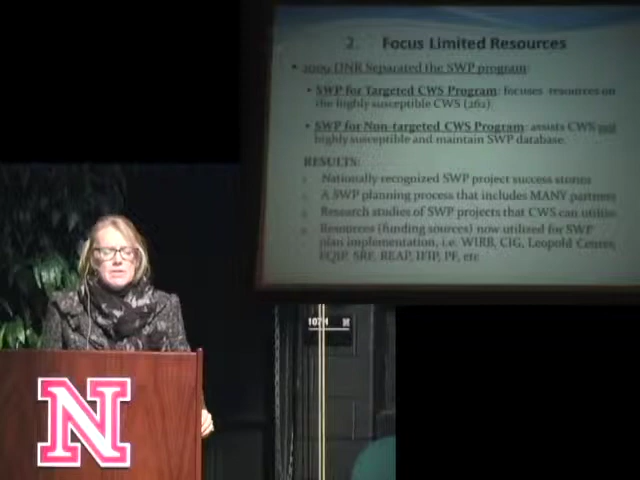 2. Focus Limited Resources
• 2009 DNR Separated the SWP program:
• SWP for Targeted CWS Program: focuses resources on
the highly susceptible CWS (262)
• SWP for Non-targeted CWS Program: assists CWS not
highly susceptible and maintain SWP database.
RESULTS:
Nationally recognized SWP project success stories
A SWP planning process that includes MANY partners
Research studies of SWP projects that CWS can utilize
Resources (funding sources) now utilized for SWP
plan implementation, i.e. WIRB, CIG, Leopold Center,
EQIP, SRF, REAP, IFIP, PF, etc
107H
N